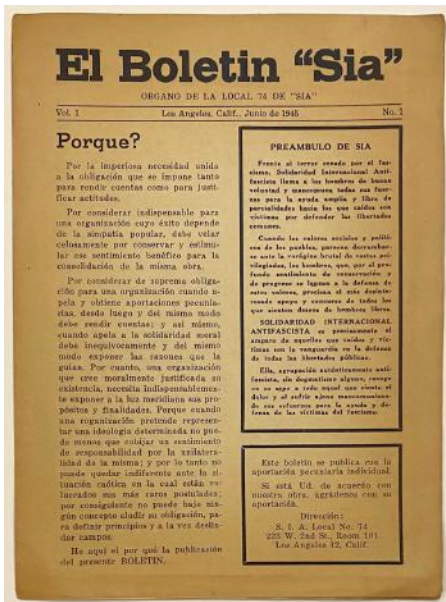 El Boletin "Sia"
ORGANO DE LA LOCAL 74 DE "SIA"
Vol. 1 Los Angeles, Calif., Junio de 1945 No. 1
Porque?
Por la imperiosa necesidad unida
a la obligación que se impone tanto
para rendir cuentas como para justi-
ficar actitudes.
Por considerar indispensable para
una organización cuyo éxito depende
de la simpatía popular, debe velar
celosamente por conservar y estimu-
lar ese sentimiento benéfico para la
consolidación de la misma obra.
Por considerar de suprema obliga-
ción para una organización cuando a-
pela y obtiene aportaciones pecunia-
rias, desde luego y del mismo modo
debe rendir cuentas; y así mismo,
cuando apela a la solidaridad moral
debe inequívocamente y del mismo
modo exponer las razones que la
guían. Por cuanto, una organización
que cree moralmente justificada su
existencia, necesita indispensablemen-
te exponer a la luz meridiana sus pro-
pósitos y finalidades. Porque cuando
una organización pretende represen-
tar una ideología determinada no pue-
de menos que cobijar un sentimiento
de responsabilidad por la unilatera-
lidad de la misma; y por lo tanto no
puede quedar indiferente ante la si-
tuación caótica en la cual están vo-
lucrados sus más caros postulados;
por consiguiente no puede bajo nin-
gún concepto eludir su obligación, pa-
ra definir principios y a la vez deslin-
dar campos.
He aquí el por qué la publicación
del presente BOLETIN.
PREAMBULO DE SIA
Frente al terror creado por el fas-
cismo, Solidaridad Internacional Anti-
fascista llama a los hombres de buena
voluntad y mancomuna todas sus fuer-
zas para la ayuda amplia y libre de
parcialidades hacia los que caídos son
víctimas por defender las libertades
comunes.
Cuando los valores sociales y políti-
cos de los pueblos, parecen derrumbar-
se ante la vorágine brutal de castas pri-
vilegiadas, los hombres, que, por el pro-
fundo sentimiento de conservación y
de progreso se lanzan a la defensa de
estos valores, precisan el más desinte-
resado apoyo y concurso de todos los
que sienten deseos de hombres libres.
SOLIDARIDAD INTERNACIONAL
ANTIFASCISTA es precisamente el
amparo de aquellos que caídos y víc-
timas son la vanguardia en la defensa
de todas las libertades públicas.
Ella, agrupación auténticamente anti-
fascista, sin dogmatismo alguno, recoge
en su seno a todo aquel que siente el
dolor y el sufrir ajeno mancomunan-
do sus esfuerzos para la ayuda y de-
fensa de las víctimas del fascismo.
Este boletín se publica con la
aportación pecuniaria individual.
Si está Ud. de acuerdo con
nuestra obra, agrádenos con su
aportación.
Dirección:
S. I. A. Local No. 74
223 W. 2nd St., Room 101
Los Angeles 12, Calif.